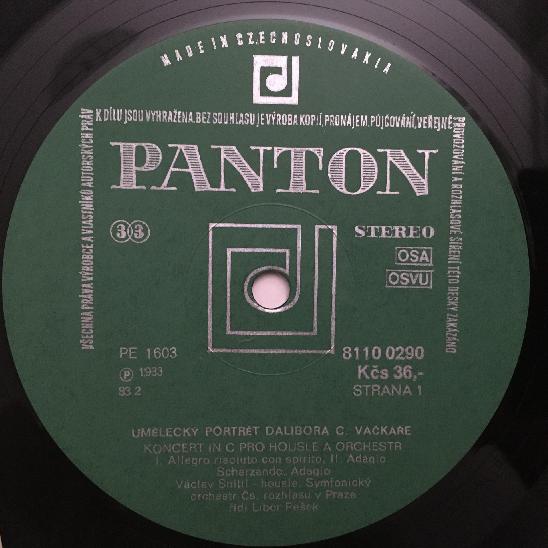 MADE IN CZECHOSLOVAKIA
VŠECHNA PRÁVA VÝROBCE A VLASTNÍKŮ AUTORSKÝCH PRÁV
K DÍLU JSOU VYHRAŽENA. BEZ SOUHLASU JE VÝROBA KOPIÍ, PRONÁJEM, PŮJČOVÁNÍ, VEŘEJNÉ
PROVOZOVÁNÍ A ROZHLASOVÉ ŠÍŘENÍ TÉTO DESKY ZAKÁZÁNO
PANTON
33
STEREO
OSA
OSVU
PE 1603
8110 0290
Ⓟ 1983
Kčs 36,-
83 2
STRANA 1
UMĚLECKÝ PORTRÉT DALIBORA C. VAČKÁŘE
KONCERT IN C PRO HOUSLE A ORCHESTR
I. Allegro risoluto con spirito, II. Adagio
Scherzando, Adagio
Václav Snítil - housle, Symfonický
orchestr Čs. rozhlasu v Praze
řídí Libor Pešek